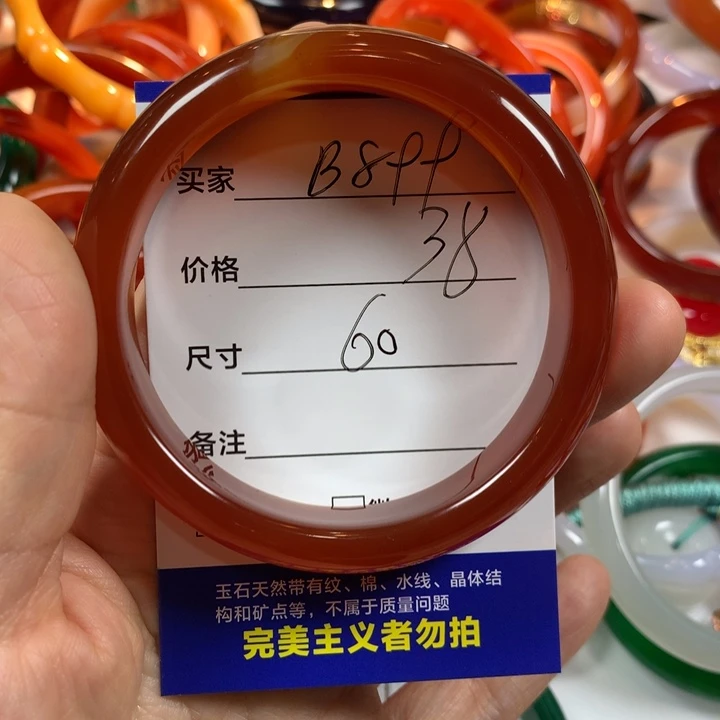 买家 B8pp
价格 38
尺寸 60
备注
玉石天然带有纹、棉、水线、晶体结
构和矿点等，不属于质量问题
完美主义者勿拍